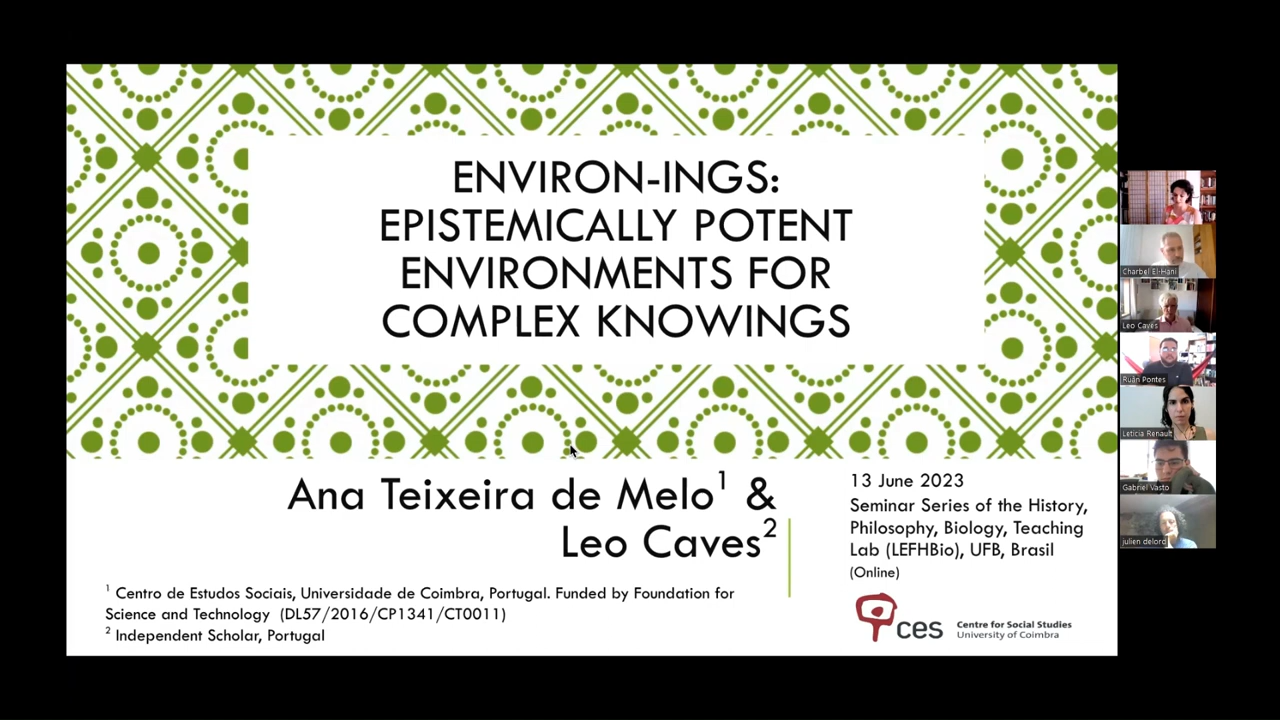 ENVIRON-INGS:
EPISTEMICALLY POTENT
ENVIRONMENTS FOR
COMPLEX KNOWINGS
Ana Teixeira de Melo¹ &
Leo Caves²
¹ Centro de Estudos Sociais, Universidade de Coimbra, Portugal. Funded by Foundation for
Science and Technology (DL57/2016/CP1341/CT0011)
² Independent Scholar, Portugal
13 June 2023
Seminar Series of the History,
Philosophy, Biology, Teaching
Lab (LEFHBio), UFB, Brasil
(Online)
ces
Centre for Social Studies
University of Coimbra
Charbel El-Hani
Leo Caves
Ruan Pontes
Letícia Renault
Gabriel Vasto
julien delord